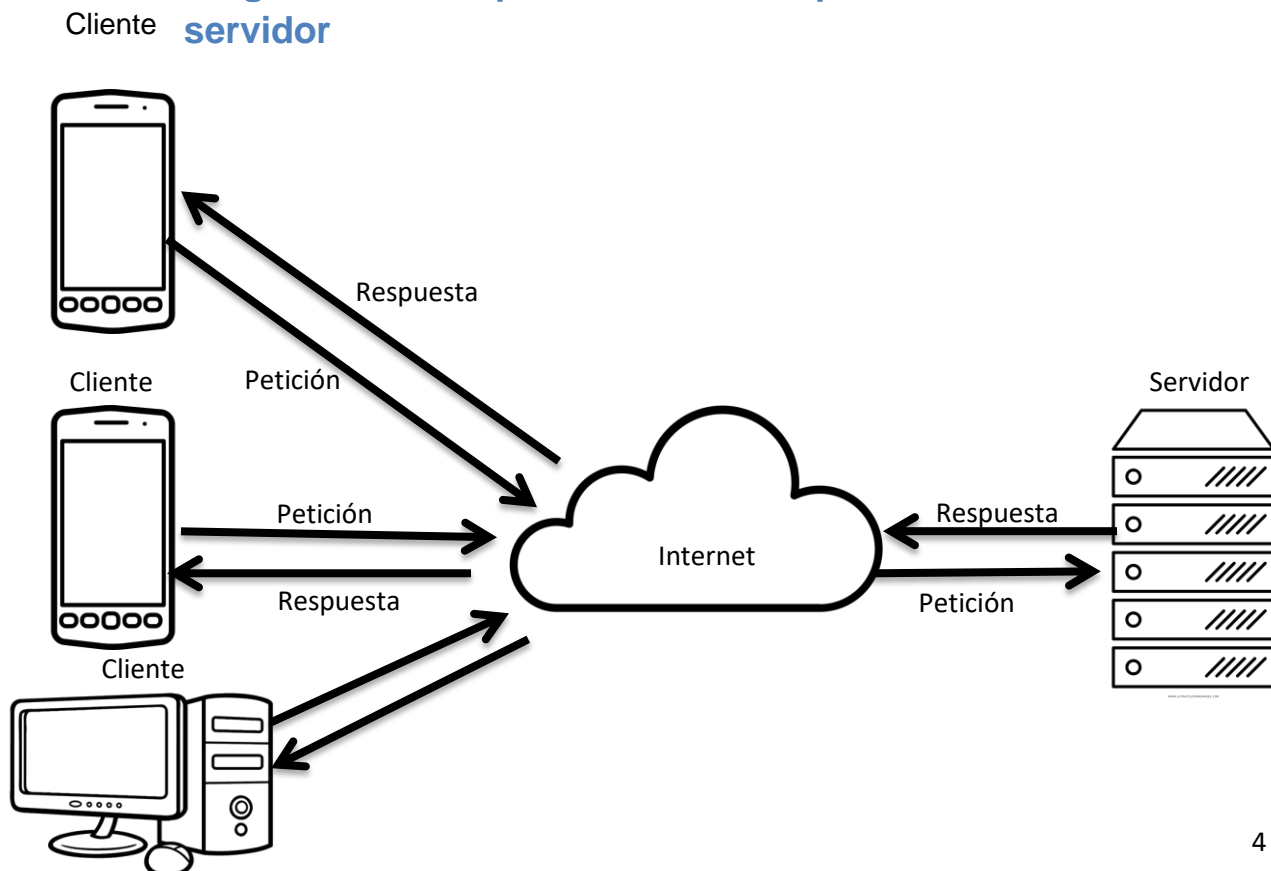 Cliente
servidor
Respuesta
Petición
Cliente
Servidor
Petición
Respuesta
Respuesta
Internet
Petición
Cliente
4